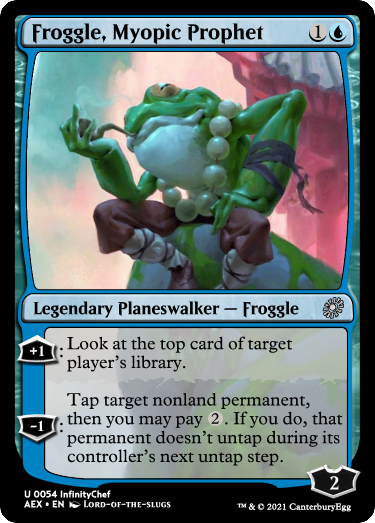 Froggle, Myopic Prophet 1
Legendary Planeswalker — Froggle
+1: Look at the top card of target
player's library.
-1: Tap target nonland permanent,
then you may pay 2. If you do, that
permanent doesn't untap during its
controller's next untap step.
2
U 0054 InfinityChef
AEX • EN Lord-of-the-slugs
™ & © 2021 CanterburyEgg